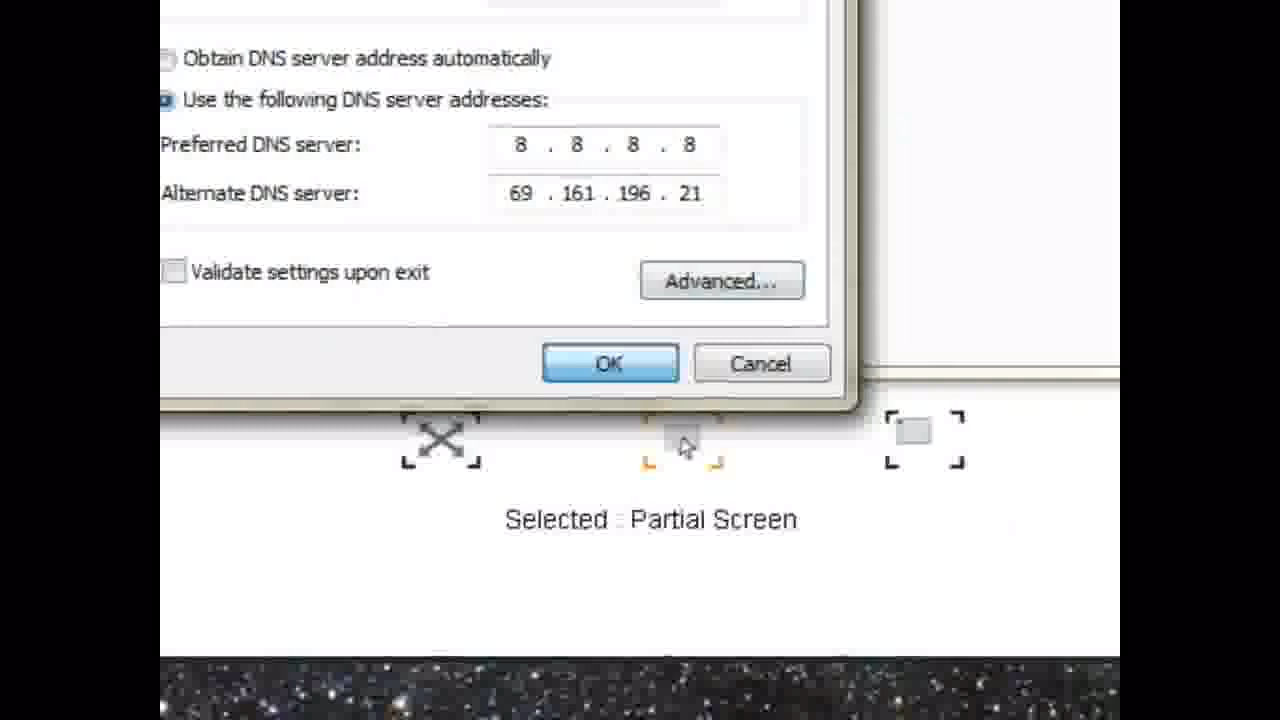 Obtain DNS server address automatically
Use the following DNS server addresses:
Preferred DNS server: 8 . 8 . 8 . 8
Alternate DNS server: 69 . 161 . 196 . 21
Validate settings upon exit
Advanced...
OK Cancel
Selected : Partial Screen